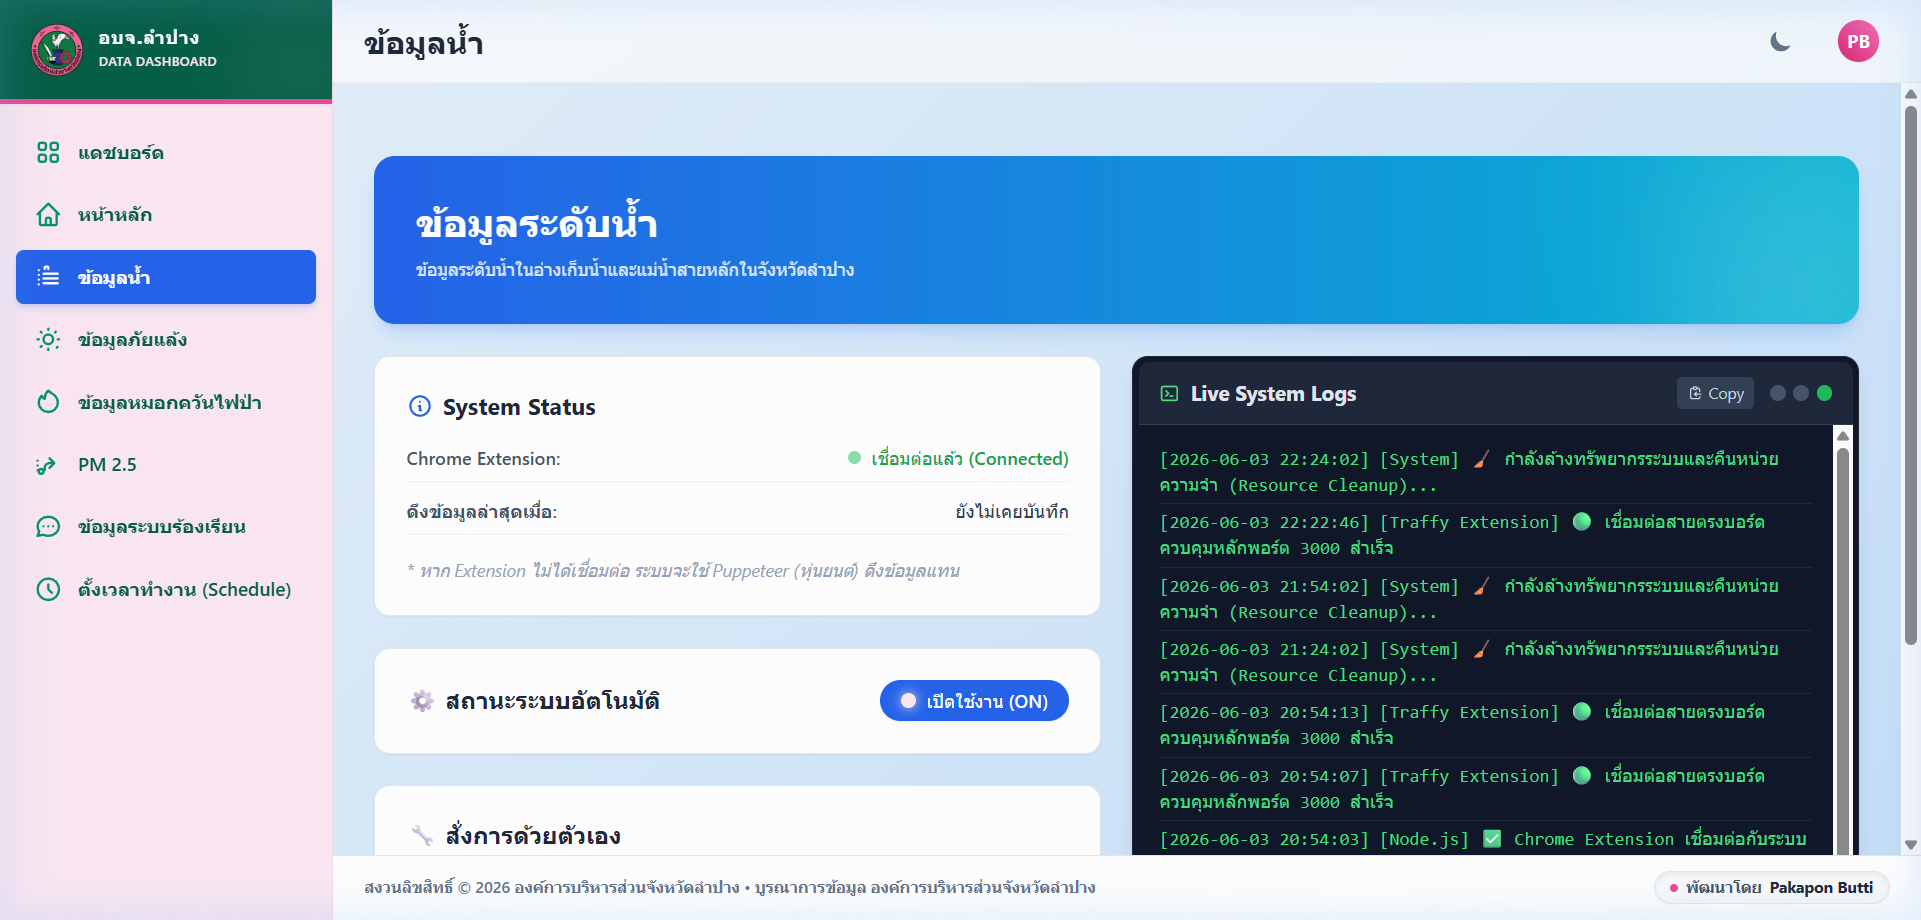 อบจ.ลำปาง
DATA DASHBOARD
แดชบอร์ด
หน้าหลัก
ข้อมูลน้ำ
ข้อมูลภัยแล้ง
ข้อมูลหมอกควันไฟป่า
PM 2.5
ข้อมูลระบบร้องเรียน
ตั้งเวลาทำงาน (Schedule)
ข้อมูลน้ำ
PB
ข้อมูลระดับน้ำ
ข้อมูลระดับน้ำในอ่างเก็บน้ำและแม่น้ำสายหลักในจังหวัดลำปาง
System Status
Chrome Extension:
เชื่อมต่อแล้ว (Connected)
ดึงข้อมูลล่าสุดเมื่อ:
ยังไม่เคยบันทึก
* หาก Extension ไม่ได้เชื่อมต่อ ระบบจะใช้ Puppeteer (หุ่นยนต์) ดึงข้อมูลแทน
สถานะระบบอัตโนมัติ
เปิดใช้งาน (ON)
สั่งการด้วยตัวเอง
Live System Logs
Copy
[2026-06-03 22:24:02] [System] 🧹 กำลังล้างทรัพยากรระบบและคืนหน่วย
ความจำ (Resource Cleanup)...
[2026-06-03 22:22:46] [Traffy Extension] 🟢 เชื่อมต่อสายตรงบอร์ด
ควบคุมหลักพอร์ต 3000 สำเร็จ
[2026-06-03 21:54:02] [System] 🧹 กำลังล้างทรัพยากรระบบและคืนหน่วย
ความจำ (Resource Cleanup)...
[2026-06-03 21:24:02] [System] 🧹 กำลังล้างทรัพยากรระบบและคืนหน่วย
ความจำ (Resource Cleanup)...
[2026-06-03 20:54:13] [Traffy Extension] 🟢 เชื่อมต่อสายตรงบอร์ด
ควบคุมหลักพอร์ต 3000 สำเร็จ
[2026-06-03 20:54:07] [Traffy Extension] 🟢 เชื่อมต่อสายตรงบอร์ด
ควบคุมหลักพอร์ต 3000 สำเร็จ
[2026-06-03 20:54:03] [Node.js] ✅ Chrome Extension เชื่อมต่อกับระบบ
สงวนลิขสิทธิ์ © 2026 องค์การบริหารส่วนจังหวัดลำปาง • บูรณาการข้อมูล องค์การบริหารส่วนจังหวัดลำปาง
พัฒนาโดย Pakapon Butti